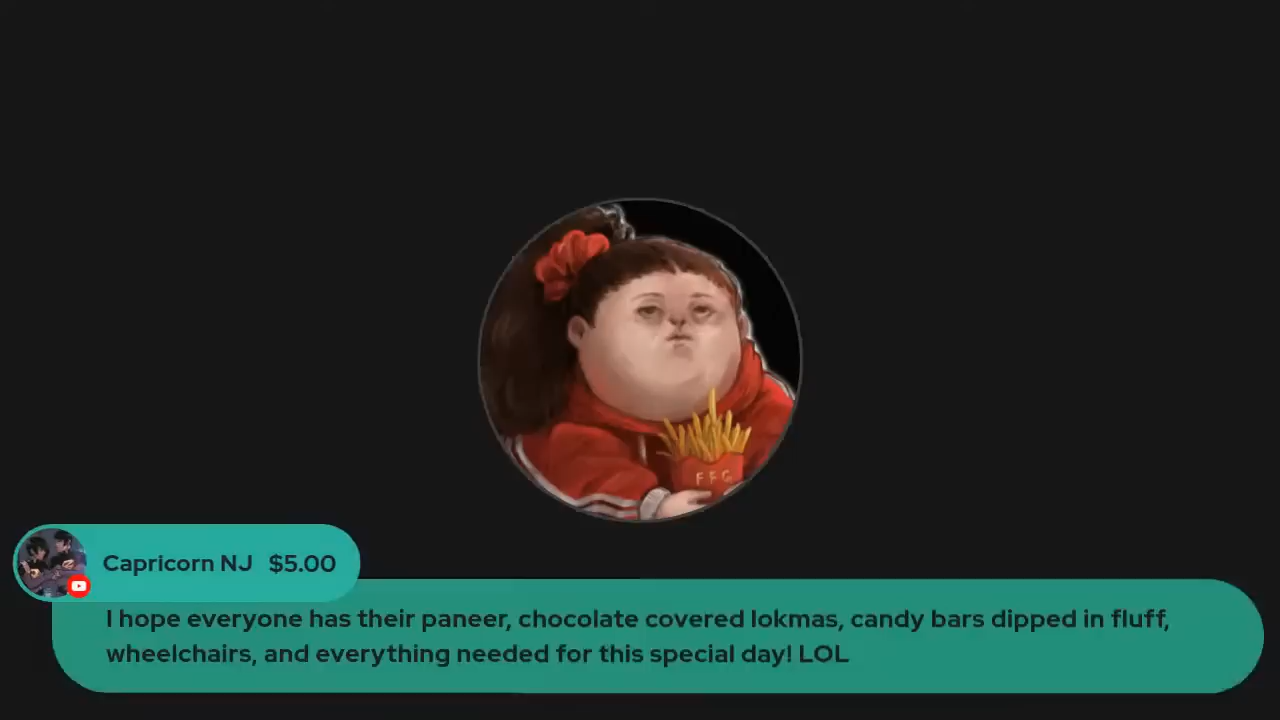 FFG
Capricorn NJ $5.00
I hope everyone has their paneer, chocolate covered lokmas, candy bars dipped in fluff,
wheelchairs, and everything needed for this special day! LOL